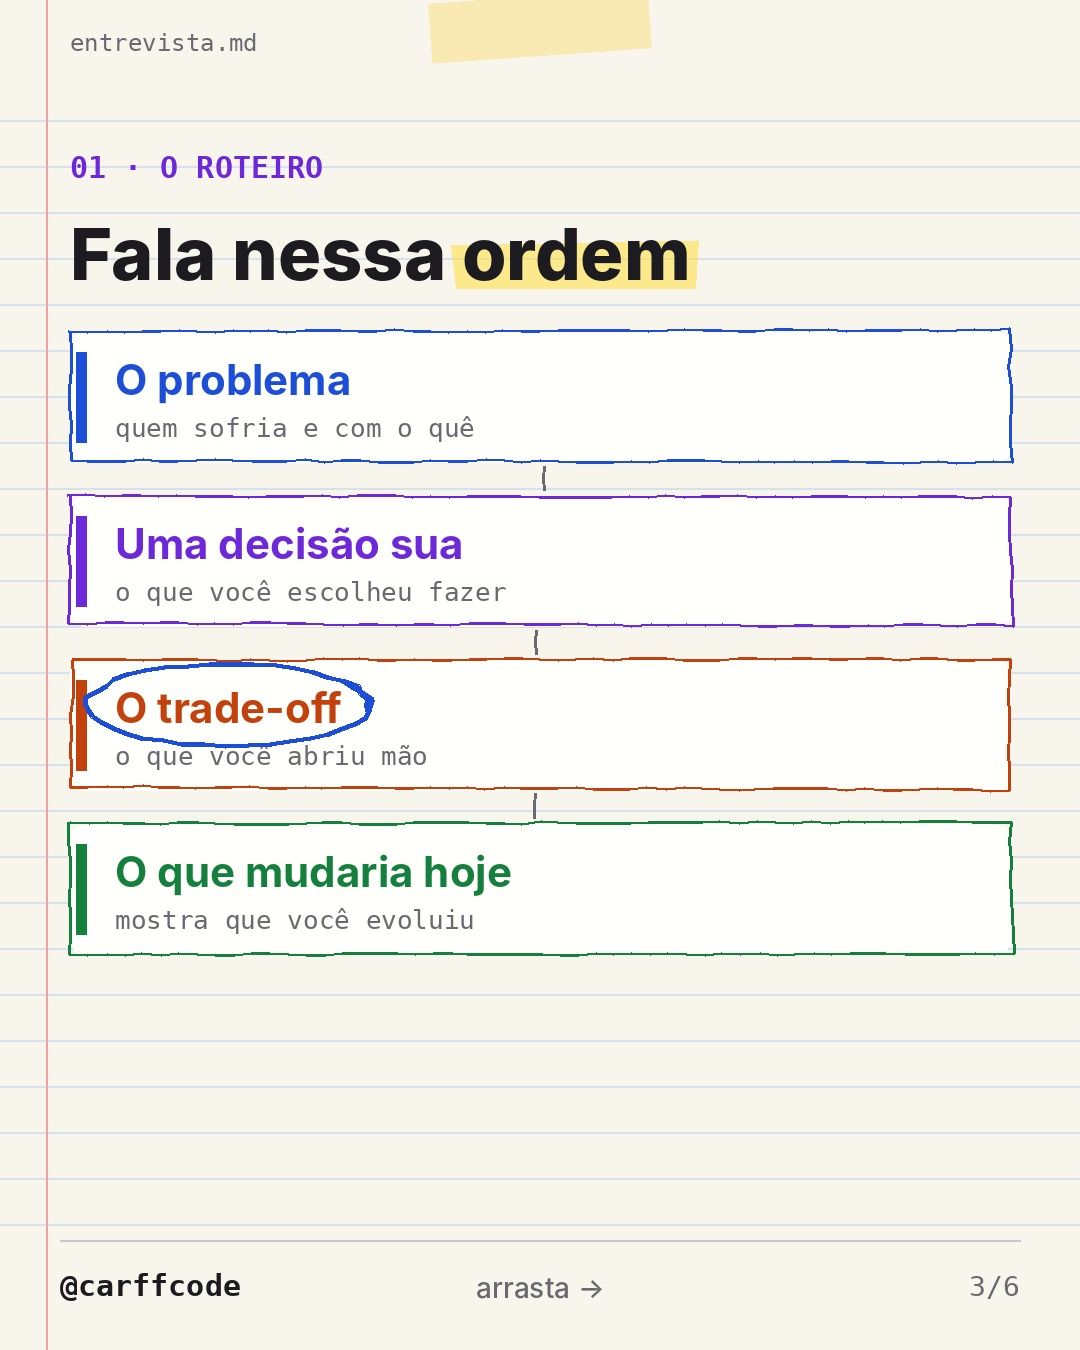 entrevista.md
01 · O ROTEIRO
Fala nessa ordem
O problema
quem sofria e com o quê
Uma decisão sua
o que você escolheu fazer
O trade-off
o que você abriu mão
O que mudaria hoje
mostra que você evoluiu
@carffcode
arrasta →
3/6